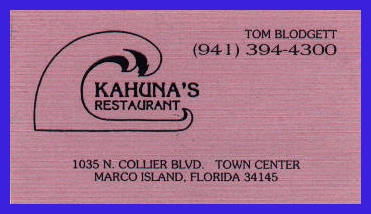 TOM BLODGETT
(941) 394-4300
KAHUNA'S
RESTAURANT
1035 N. COLLIER BLVD. TOWN CENTER
MARCO ISLAND, FLORIDA 34145